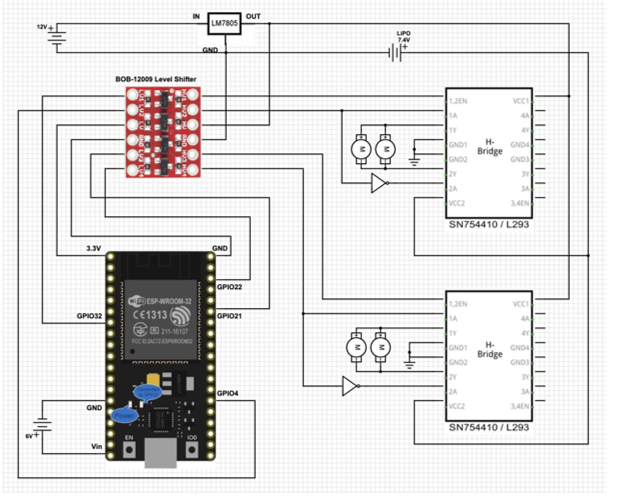 IN
OUT
12V
LM7805
GND
LIPO
7.4V
BOB-12009 Level Shifter
1,2EN
1A
1Y
GND1
GND2
2Y
2A
VCC2
H-
Bridge
VCC1
4A
4Y
GND4
GND3
3Y
3A
3,4EN
M
M
SN754410 / L293
3.3V
GND
GPIO22
GPIO21
GPIO32
GPIO4
WiFi
ESP-WROOM-32
CE1313
211-161007
FCC ID:2AC7Z-ESPWROOM32
Power
EN
IO0
GND
6V
Vin
1,2EN
1A
1Y
GND1
GND2
2Y
2A
VCC2
H-
Bridge
VCC1
4A
4Y
GND4
GND3
3Y
3A
3,4EN
M
M
SN754410 / L293